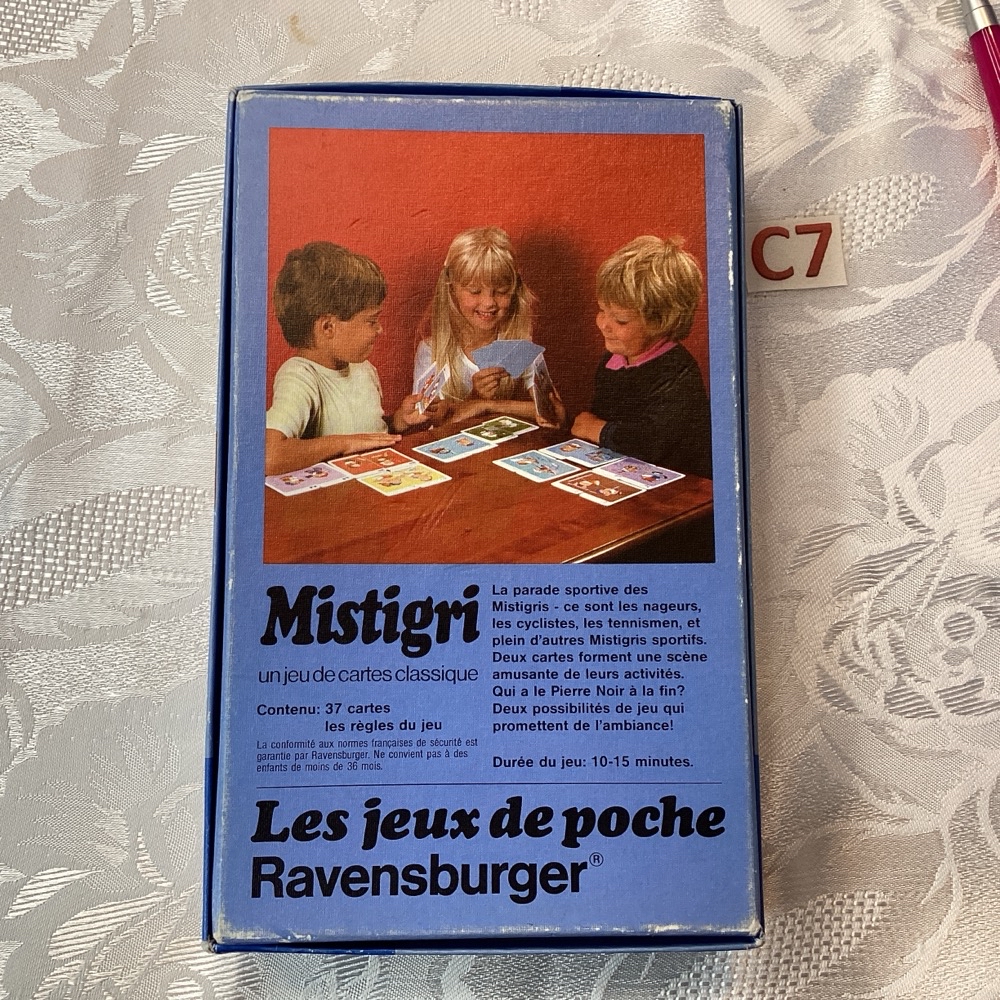 C7
Mistigri
un jeu de cartes classique
Contenu: 37 cartes
les règles du jeu
La conformité aux normes françaises de sécurité est
garantie par Ravensburger. Ne convient pas à des
enfants de moins de 36 mois.
La parade sportive des
Mistigris - ce sont les nageurs,
les cyclistes, les tennismen, et
plein d'autres Mistigris sportifs.
Deux cartes forment une scène
amusante de leurs activités.
Qui a le Pierre Noir à la fin?
Deux possibilités de jeu qui
promettent de l'ambiance!
Durée du jeu: 10-15 minutes.
Les jeux de poche
Ravensburger®